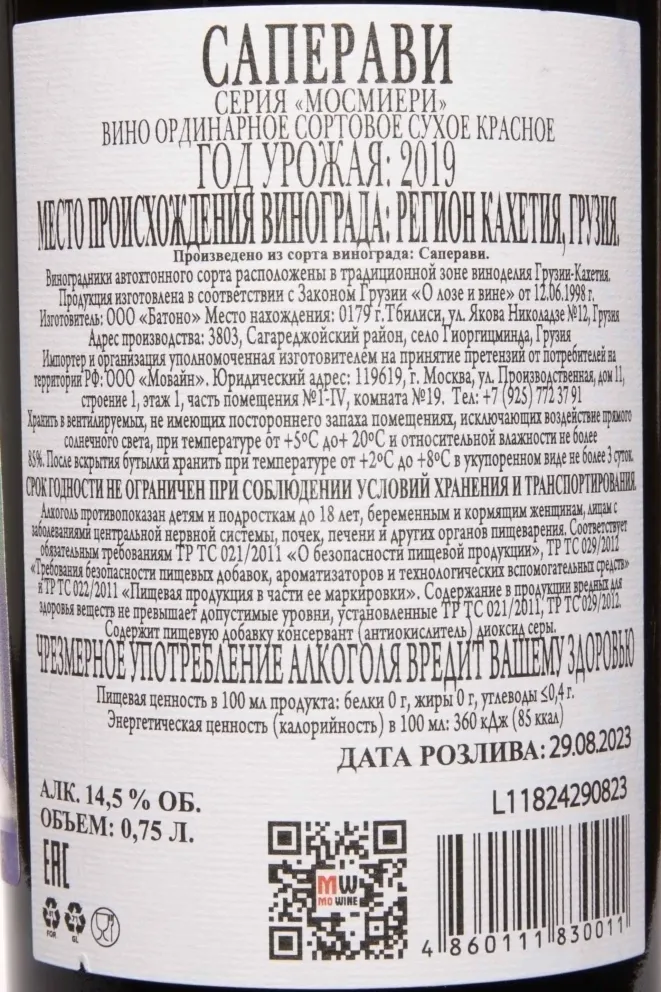 САПЕРАВИ
СЕРИЯ «МОСМИЕРИ»
ВИНО ОРДИНАРНОЕ СОРТОВОЕ СУХОЕ КРАСНОЕ
ГОД УРОЖАЯ: 2019
МЕСТО ПРОИСХОЖДЕНИЯ ВИНОГРАДА: РЕГИОН КАХЕТИЯ, ГРУЗИЯ.
Произведено из сорта винограда: Саперави.
Виноградники автохтонного сорта расположены в традиционной зоне виноделия Грузии-Кахетия.
Продукция изготовлена в соответствии с Законом Грузии «О лозе и вине» от 12.06.1998 г.
Изготовитель: ООО «Батоно» Место нахождения: 0179 г.Тбилиси, ул. Якова Николадзе №12, Грузия
Адрес производства: 3803, Сагареджойский район, село Гиоргицминда, Грузия
Импортер и организация уполномоченная изготовителем на принятие претензий от потребителей на
территории РФ: ООО «Мовайн». Юридический адрес: 119619, г. Москва, ул. Производственная, дом 11,
строение 1, этаж 1, часть помещения №1-IV, комната №19. Тел: +7 (925) 772 37 91
Хранить в вентилируемых, не имеющих постороннего запаха помещениях, исключающих воздействие прямого
солнечного света, при температуре от +5ºС до+ 20ºС и относительной влажности не более
85%. После вскрытия бутылки хранить при температуре от +2ºС до +8ºС в укупоренном виде не более 3 суток.
СРОК ГОДНОСТИ НЕ ОГРАНИЧЕН ПРИ СОБЛЮДЕНИИ УСЛОВИЙ ХРАНЕНИЯ И ТРАНСПОРТИРОВАНИЯ.
Алкоголь противопоказан детям и подросткам до 18 лет, беременным и кормящим женщинам, лицам с
заболеваниями центральной нервной системы, почек, печени и других органов пищеварения. Соответствует
обязательным требованиям ТР ТС 021/2011 «О безопасности пищевой продукции», ТР ТС 029/2012
«Требования безопасности пищевых добавок, ароматизаторов и технологических вспомогательных средств»
и ТР ТС 022/2011 «Пищевая продукция в части ее маркировки». Содержание в продукции вредных для
здоровья веществ не превышает допустимые уровни, установленные ТР ТС 021/2011, ТР ТС 029/2012.
Содержит пищевую добавку консервант (антиокислитель) диоксид серы.
ЧРЕЗМЕРНОЕ УПОТРЕБЛЕНИЕ АЛКОГОЛЯ ВРЕДИТ ВАШЕМУ ЗДОРОВЬЮ
Пищевая ценность в 100 мл продукта: белки 0 г, жиры 0 г, углеводы ≤0,4 г.
Энергетическая ценность (калорийность) в 100 мл: 360 кДж (85 ккал)
ДАТА РОЗЛИВА: 29.08.2023
АЛК. 14,5 % ОБ.
ОБЪЕМ: 0,75 Л.
L11824290823
EAC
MW
MO WINE
FOR
GL
4 860111 830011